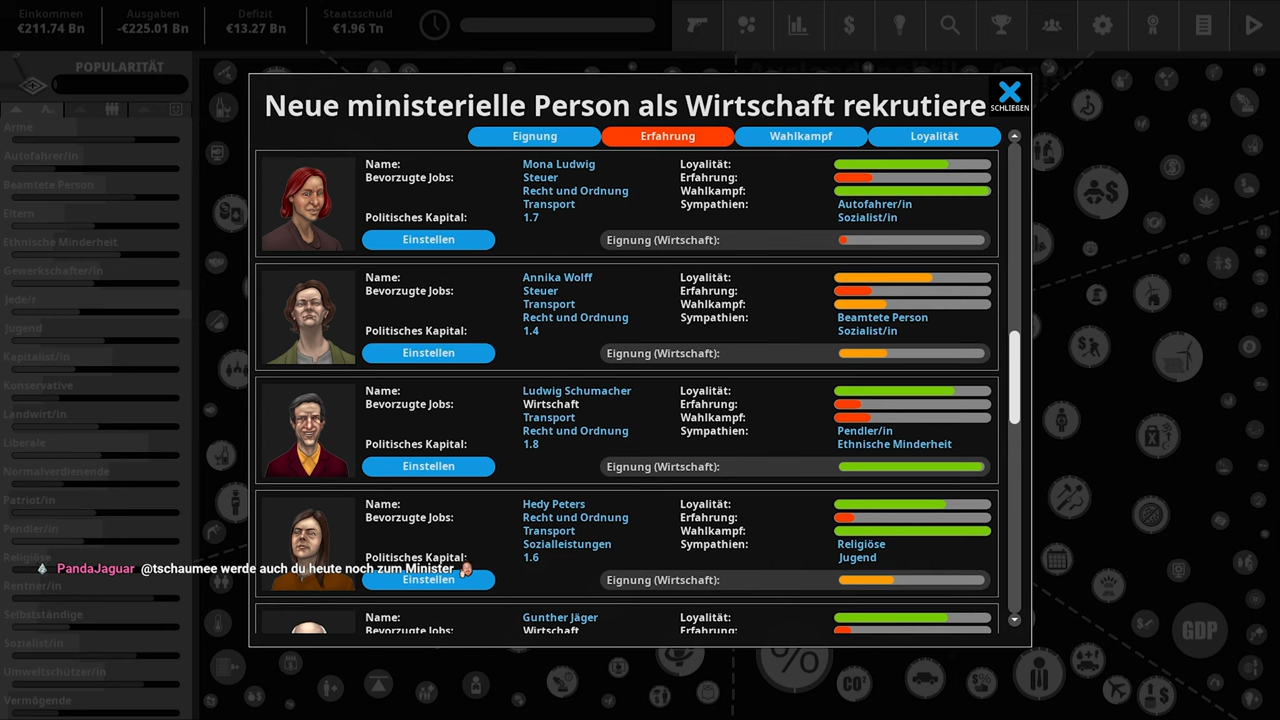 Einkommen Ausgaben Defizit Staatsschuld
€211.74 Bn -€225.01 Bn €13.27 Bn €1.96 Tn
POPULARITÄT
Arme
Autofahrer/in
Beamtete Person
Eltern
Ethnische Minderheit
Gewerkschafter/in
Jede/r
Jugend
Kapitalist/in
Konservative
Landwirt/in
Liberale
Normalverdienende
Patriot/in
Pendler/in
Religiöse
Rentner/in
Selbstständige
Sozialist/in
Umweltschützer/in
Vermögende
Neue ministerielle Person als Wirtschaft rekrutiere
SCHLIEßEN
Eignung Erfahrung Wahlkampf Loyalität
Name: Mona Ludwig Loyalität:
Bevorzugte Jobs: Steuer Erfahrung:
Recht und Ordnung Wahlkampf:
Transport Sympathien: Autofahrer/in
Politisches Kapital: 1.7 Sozialist/in
Einstellen Eignung (Wirtschaft):
Name: Annika Wolff Loyalität:
Bevorzugte Jobs: Steuer Erfahrung:
Transport Wahlkampf:
Recht und Ordnung Sympathien: Beamtete Person
Politisches Kapital: 1.4 Sozialist/in
Einstellen Eignung (Wirtschaft):
Name: Ludwig Schumacher Loyalität:
Bevorzugte Jobs: Wirtschaft Erfahrung:
Transport Wahlkampf:
Recht und Ordnung Sympathien: Pendler/in
Politisches Kapital: 1.8 Ethnische Minderheit
Einstellen Eignung (Wirtschaft):
Name: Hedy Peters Loyalität:
Bevorzugte Jobs: Recht und Ordnung Erfahrung:
Transport Wahlkampf:
Sozialleistungen Sympathien: Religiöse
Politisches Kapital: 1.6 Jugend
PandaJaguar @tschaumee werde auch du heute noch zum Minister
Einstellen Eignung (Wirtschaft):
Name: Gunther Jäger Loyalität:
Bevorzugte Jobs: Wirtschaft Erfahrung:
GDP
CO²